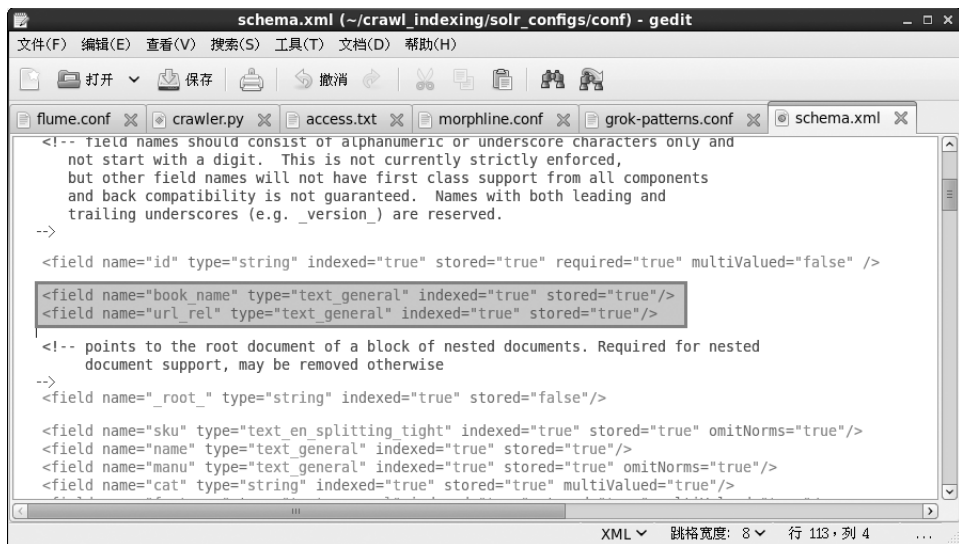 schema.xml (~/crawl_indexing/solr_configs/conf) - gedit
文件(F) 编辑(E) 查看(V) 搜索(S) 工具(T) 文档(D) 帮助(H)
打开 保存 撤消
flume.conf crawler.py access.txt morphline.conf grok-patterns.conf schema.xml
<!-- field names should consist of alphanumeric or underscore characters only and
not start with a digit.  This is not currently strictly enforced,
but other field names will not have first class support from all components
and back compatibility is not guaranteed.  Names with both leading and
trailing underscores (e.g. _version_) are reserved.
-->
<field name="id" type="string" indexed="true" stored="true" required="true" multiValued="false" />
<field name="book_name" type="text_general" indexed="true" stored="true"/>
<field name="url_rel" type="text_general" indexed="true" stored="true"/>
<!-- points to the root document of a block of nested documents. Required for nested
document support, may be removed otherwise
-->
<field name="_root_" type="string" indexed="true" stored="false"/>
<field name="sku" type="text_en_splitting_tight" indexed="true" stored="true" omitNorms="true"/>
<field name="name" type="text_general" indexed="true" stored="true"/>
<field name="manu" type="text_general" indexed="true" stored="true" omitNorms="true"/>
<field name="cat" type="string" indexed="true" stored="true" multiValued="true"/>
XML 跳格宽度: 8 行 113，列 4 ...